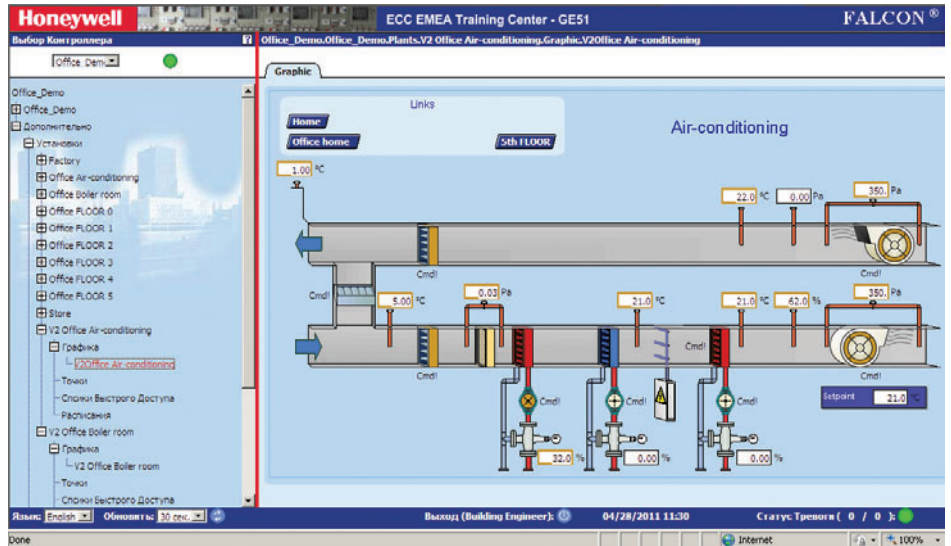 Honeywell
ECC EMEA Training Center - GE51
FALCON ®
Выбор Контроллера
?
Office_Demo.Office_Demo.Plants.V2 Office Air-conditioning.Graphic.V2Office Air-conditioning
Office_Dem
Graphic
Office_Demo
Office_Demo
Дополнительно
Установки
Factory
Office Air-conditioning
Office Boiler room
Office FLOOR 0
Office FLOOR 1
Office FLOOR 2
Office FLOOR 3
Office FLOOR 4
Office FLOOR 5
Store
V2 Office Air-conditioning
Графика
V2Office Air-conditioning
Точки
Списки Быстрого Доступа
Расписания
V2 Office Boiler room
Графика
V2 Office Boiler room
Точки
Списки Быстрого Доступа
Links
Home
Office home
5th FLOOR
Air-conditioning
1.00 °C
22.0 °C
0.00 Pa
350. Pa
Cmd!
Cmd!
Cmd!
5.00 °C
0.03 Pa
21.0 °C
21.0 °C
62.0 %
350. Pa
Cmd!
Cmd!
Cmd!
Cmd!
Cmd!
Cmd!
Setpoint 21.0 °C
32.0 %
0.00 %
0.00 %
Язык: English
Обновить: 30 сек.
Выход (Building Engineer):
04/28/2011 11:30
Статус Тревоги ( 0 / 0 ):
Done
Internet
100%